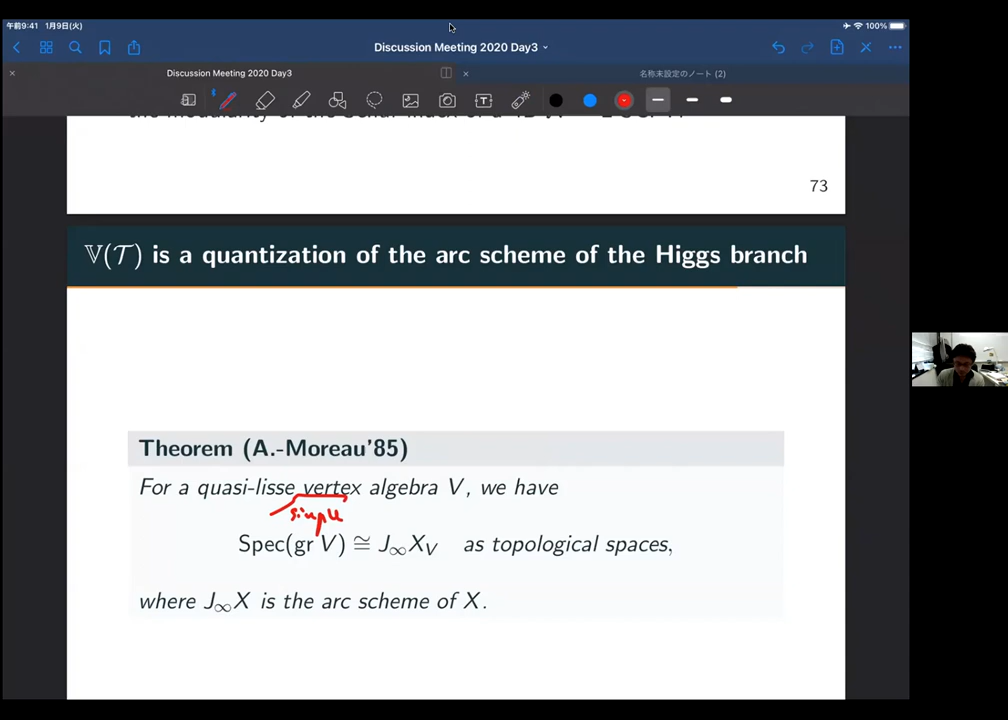 午前9:41 1月9日(火)
100%
Discussion Meeting 2020 Day3
Discussion Meeting 2020 Day3
名称未設定のノート (2)
73
𝕍(𝒯) is a quantization of the arc scheme of the Higgs branch
Theorem (A.-Moreau'85)
For a quasi-lisse vertex algebra V, we have
simple
Spec(gr V) ≅ J∞X_V as topological spaces,
where J∞X is the arc scheme of X.